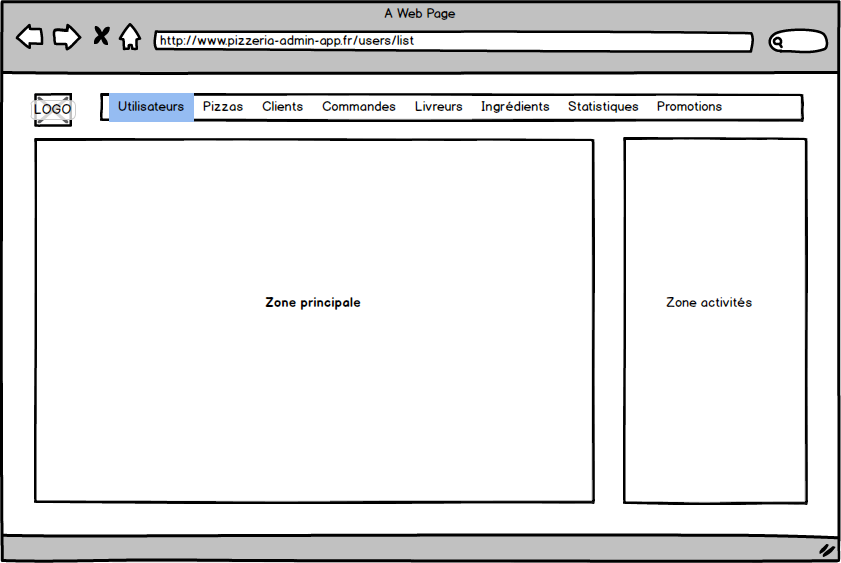 A Web Page
http://www.pizzeria-admin-app.fr/users/list
LOGO
Utilisateurs Pizzas Clients Commandes Livreurs Ingrédients Statistiques Promotions
Zone principale
Zone activités